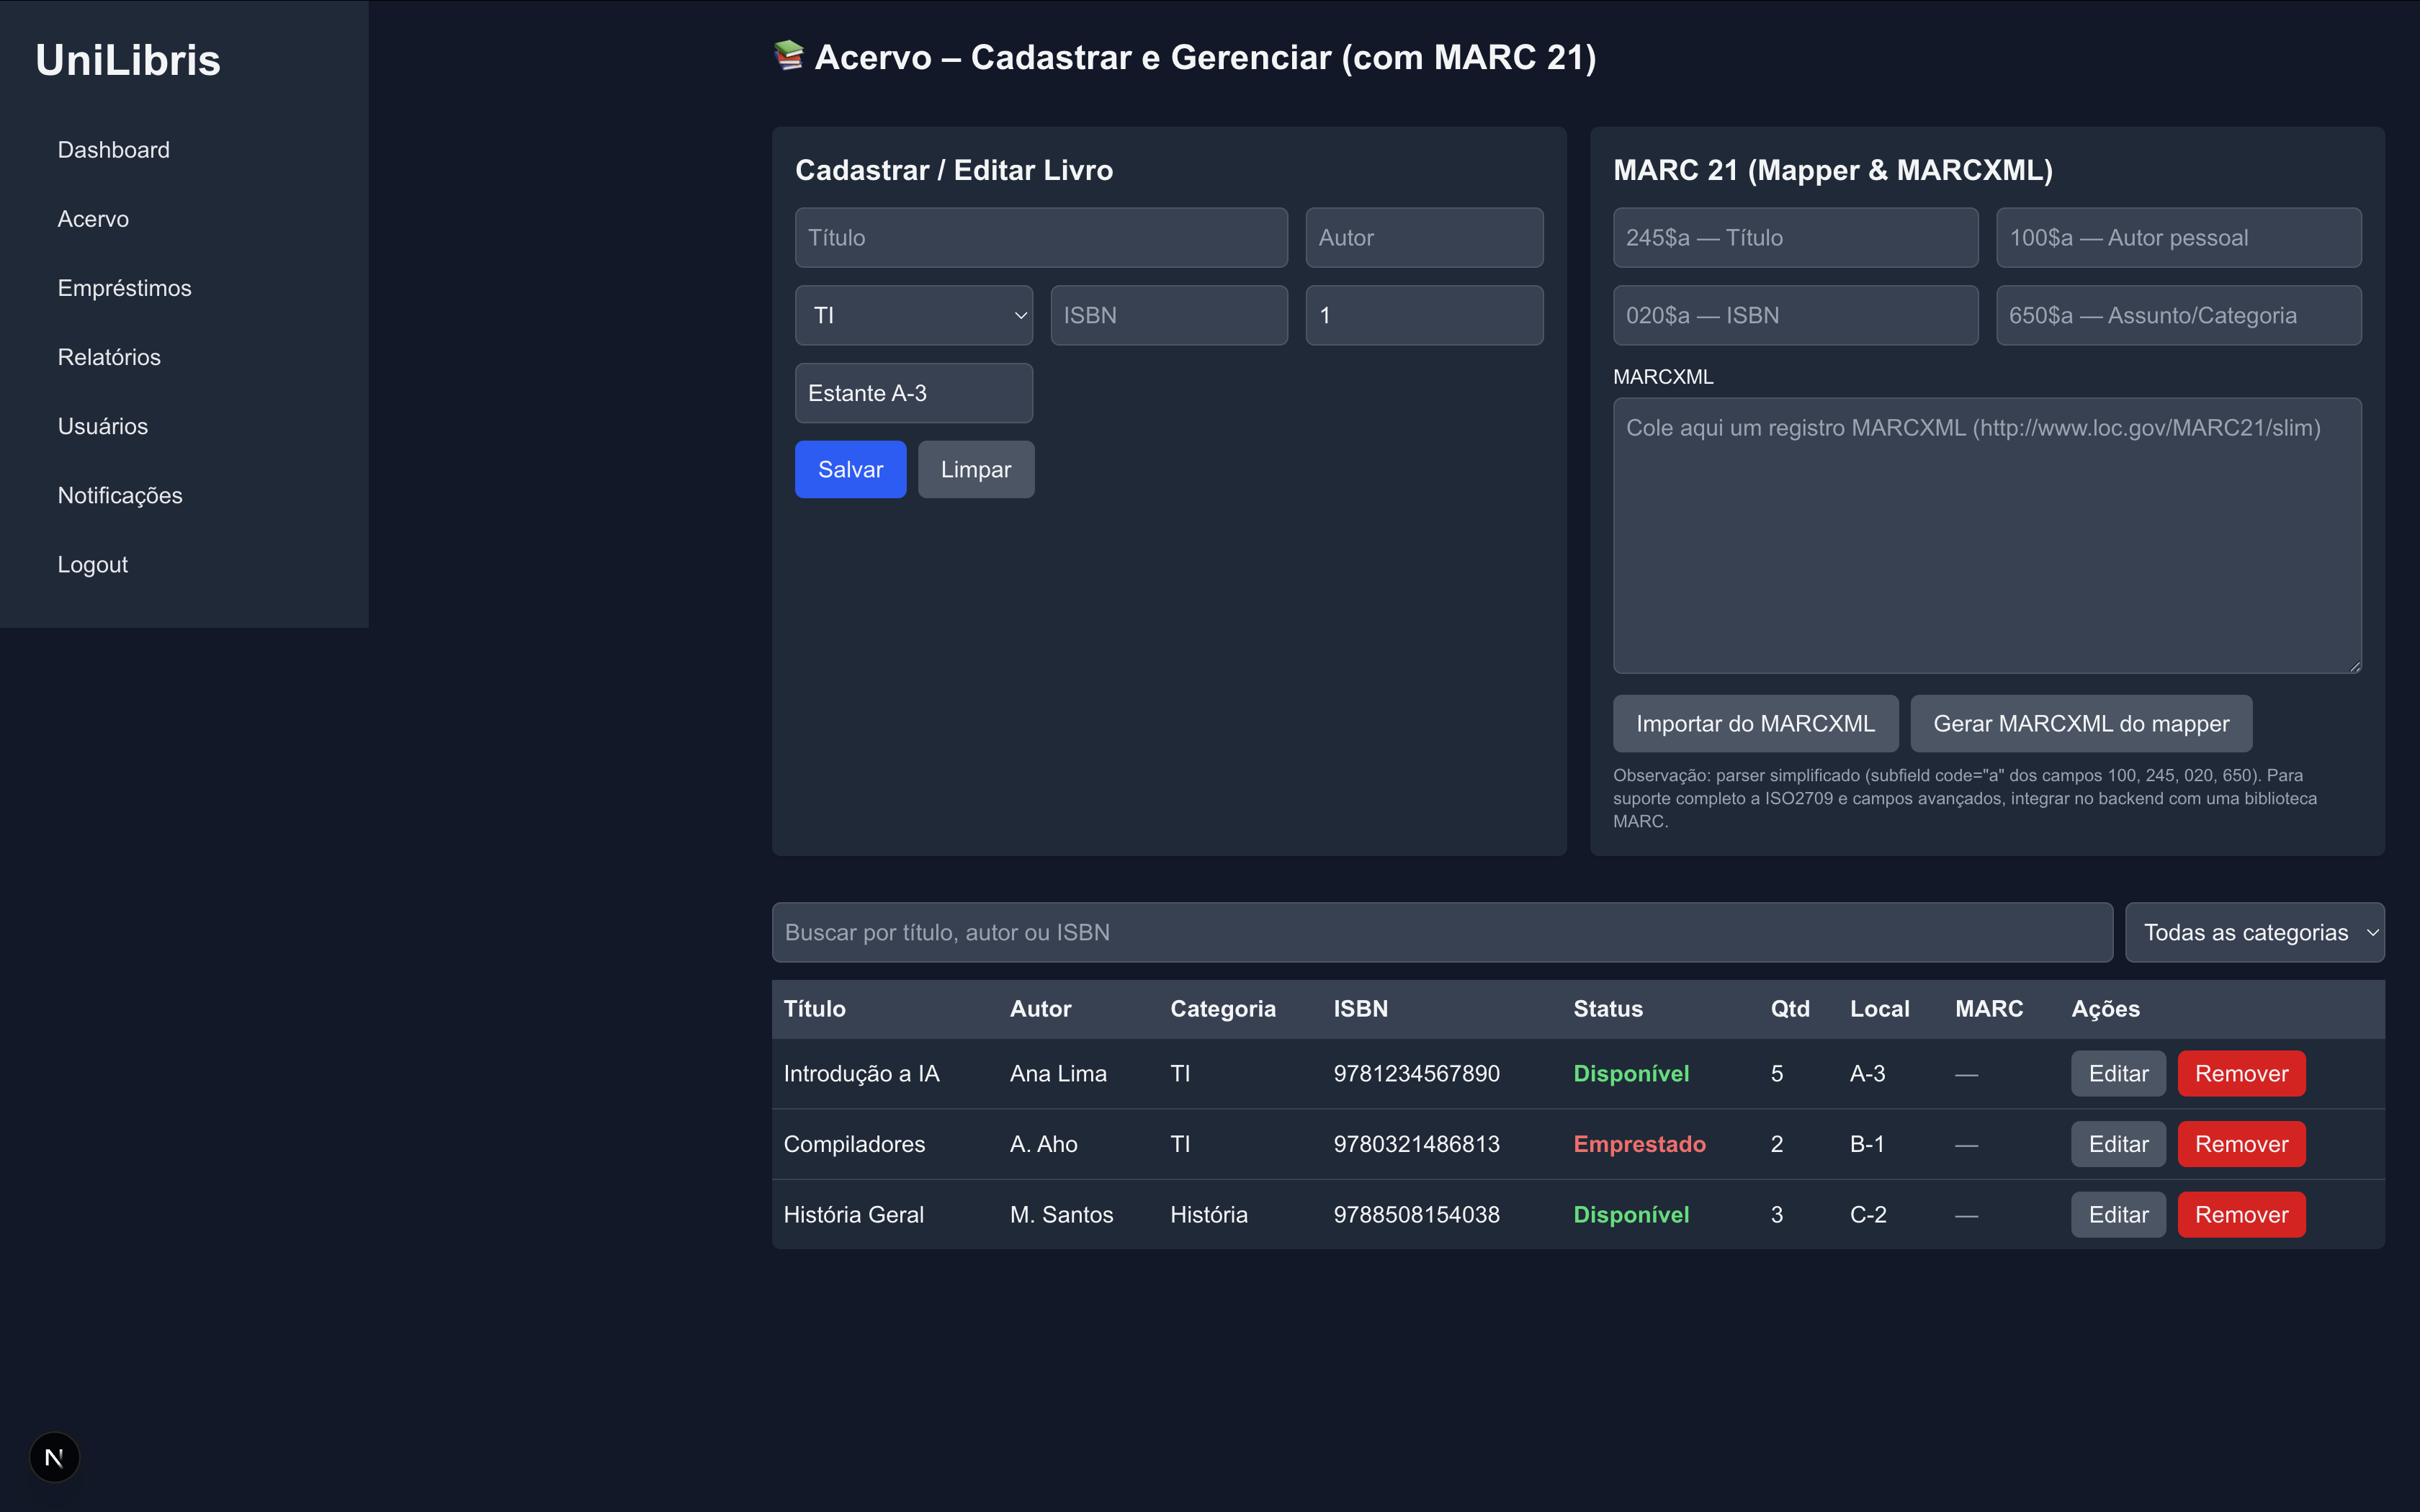 UniLibris
Dashboard
Acervo
Empréstimos
Relatórios
Usuários
Notificações
Logout
📚 Acervo – Cadastrar e Gerenciar (com MARC 21)
Cadastrar / Editar Livro
Título
Autor
TI
ISBN
1
Estante A-3
Salvar
Limpar
MARC 21 (Mapper & MARCXML)
245$a — Título
100$a — Autor pessoal
020$a — ISBN
650$a — Assunto/Categoria
MARCXML
Cole aqui um registro MARCXML (http://www.loc.gov/MARC21/slim)
Importar do MARCXML
Gerar MARCXML do mapper
Observação: parser simplificado (subfield code="a" dos campos 100, 245, 020, 650). Para
suporte completo a ISO2709 e campos avançados, integrar no backend com uma biblioteca
MARC.
Buscar por título, autor ou ISBN
Todas as categorias
Título Autor Categoria ISBN Status Qtd Local MARC Ações
Introdução a IA Ana Lima TI 9781234567890 Disponível 5 A-3 — Editar Remover
Compiladores A. Aho TI 9780321486813 Emprestado 2 B-1 — Editar Remover
História Geral M. Santos História 9788508154038 Disponível 3 C-2 — Editar Remover
N